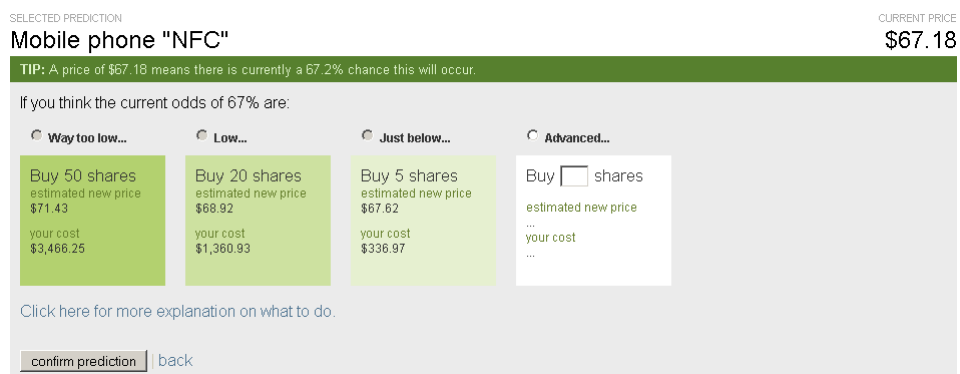 SELECTED PREDICTION
CURRENT PRICE
Mobile phone "NFC"
$67.18
TIP: A price of $67.18 means there is currently a 67.2% chance this will occur.
If you think the current odds of 67% are:
Way too low...
Low...
Just below...
Advanced...
Buy 50 shares
estimated new price
$71.43
your cost
$3,466.25
Buy 20 shares
estimated new price
$68.92
your cost
$1,360.93
Buy 5 shares
estimated new price
$67.62
your cost
$336.97
Buy shares
estimated new price
...
your cost
...
Click here for more explanation on what to do.
confirm prediction | back